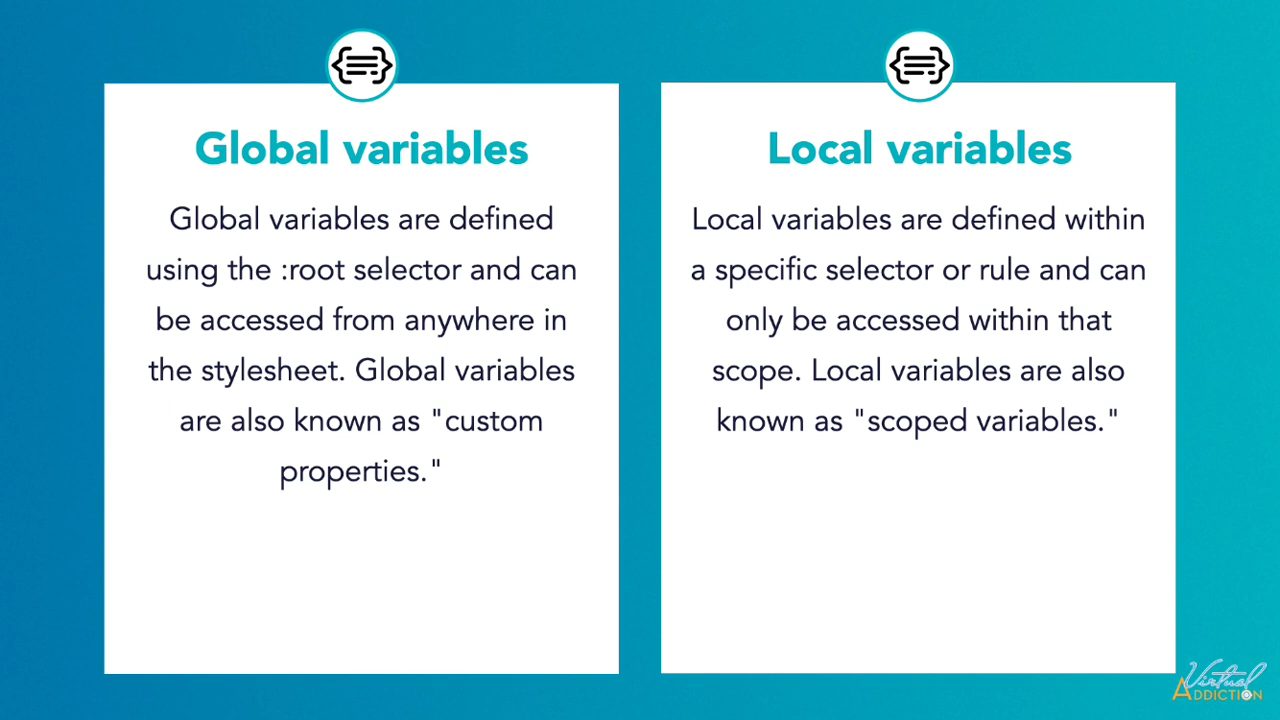 Global variables
Global variables are defined
using the :root selector and can
be accessed from anywhere in
the stylesheet. Global variables
are also known as "custom
properties."
Local variables
Local variables are defined within
a specific selector or rule and can
only be accessed within that
scope. Local variables are also
known as "scoped variables."
Virtual
ADDICTION